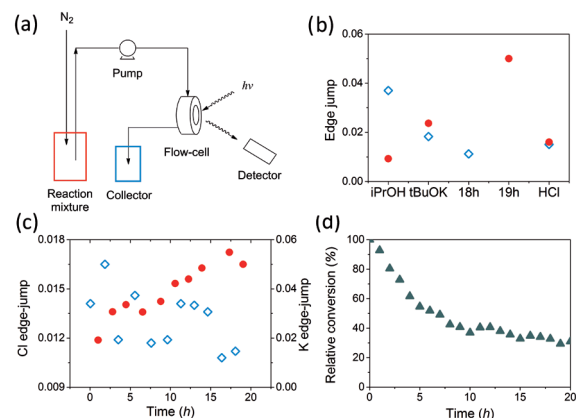 (a)
N2
Pump
hν
Flow-cell
Reaction
mixture
Collector
Detector
(b)
Edge jump
0.06
0.04
0.02
0.00
iPrOH tBuOK 18h 19h HCl
(c)
Cl edge-jump
0.018
0.015
0.012
0.009
K edge-jump
0.06
0.04
0.02
0.00
0 5 10 15 20
Time (h)
(d)
Relative conversion (%)
100
80
60
40
20
0
0 5 10 15 20
Time (h)